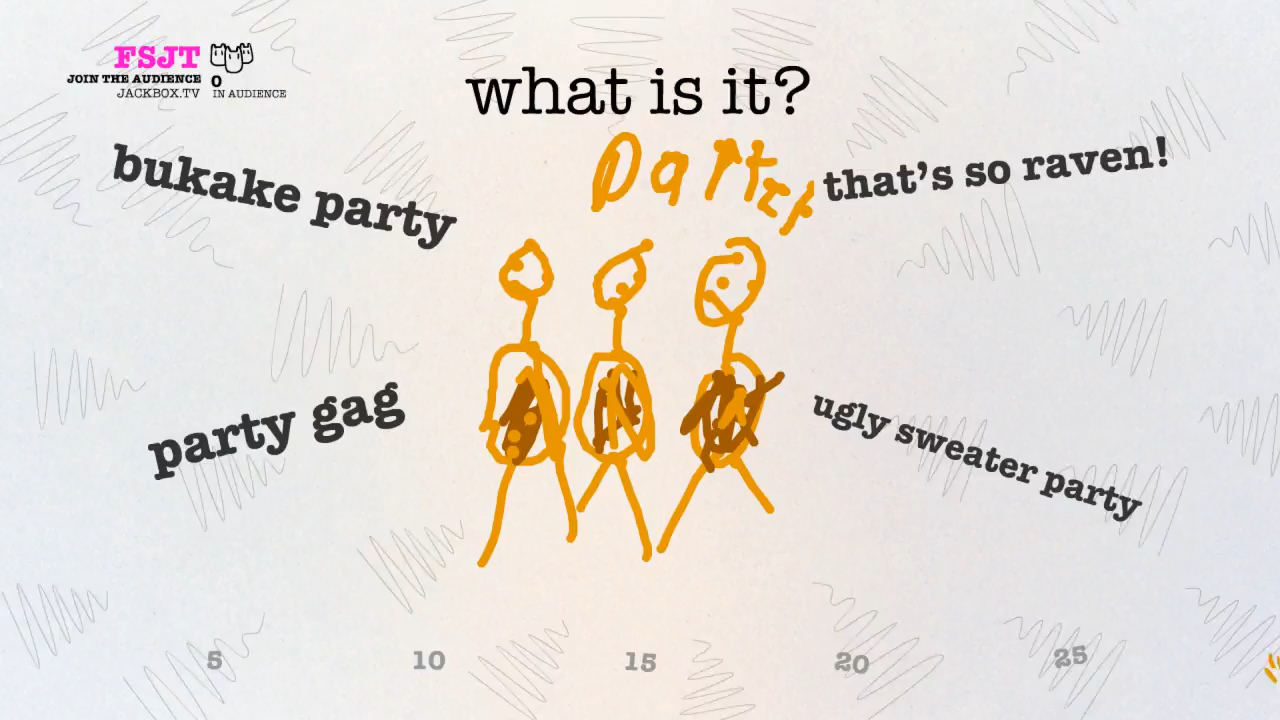 FSJT
JOIN THE AUDIENCE 0
JACKBOX.TV IN AUDIENCE
what is it?
bukake party
that's so raven!
party gag
ugly sweater party
5 10 15 20 25